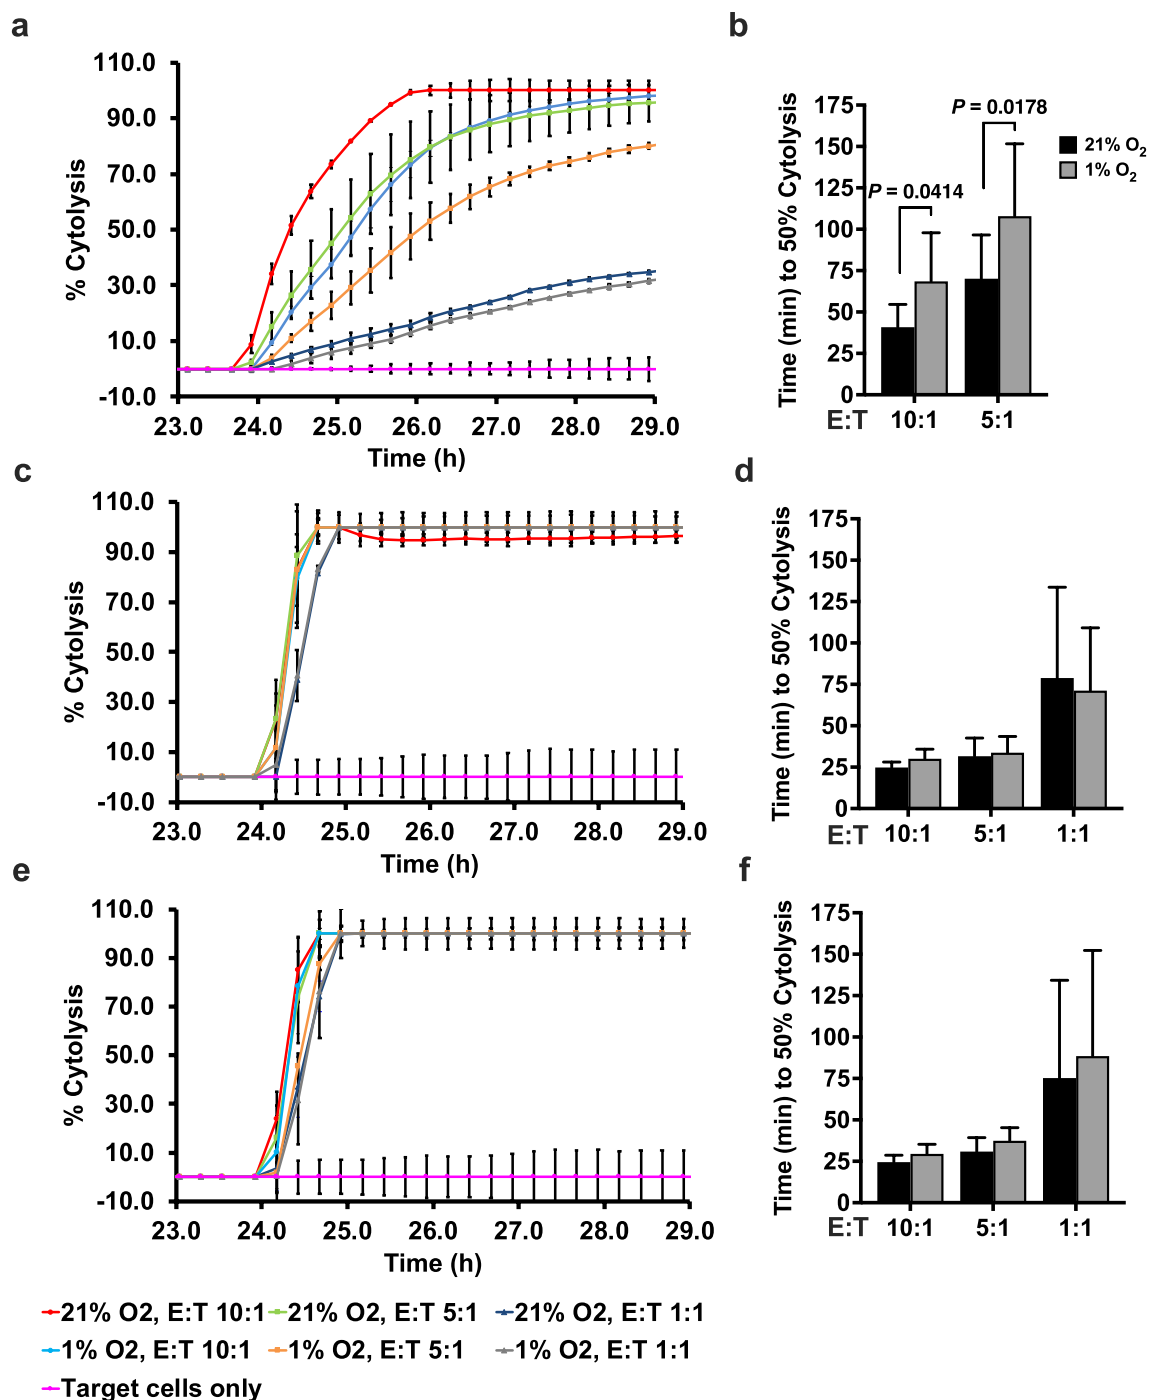 a
110.0
90.0
70.0
50.0
30.0
10.0
-10.0
% Cytolysis
23.0 24.0 25.0 26.0 27.0 28.0 29.0
Time (h)
b
175
150
125
100
75
50
25
0
Time (min) to 50% Cytolysis
P = 0.0414
P = 0.0178
21% O2
1% O2
E:T 10:1 5:1
c
110.0
90.0
70.0
50.0
30.0
10.0
-10.0
% Cytolysis
23.0 24.0 25.0 26.0 27.0 28.0 29.0
Time (h)
d
175
150
125
100
75
50
25
0
Time (min) to 50% Cytolysis
E:T 10:1 5:1 1:1
e
110.0
90.0
70.0
50.0
30.0
10.0
-10.0
% Cytolysis
23.0 24.0 25.0 26.0 27.0 28.0 29.0
Time (h)
f
175
150
125
100
75
50
25
0
Time (min) to 50% Cytolysis
E:T 10:1 5:1 1:1
21% O2, E:T 10:1 21% O2, E:T 5:1 21% O2, E:T 1:1
1% O2, E:T 10:1 1% O2, E:T 5:1 1% O2, E:T 1:1
Target cells only